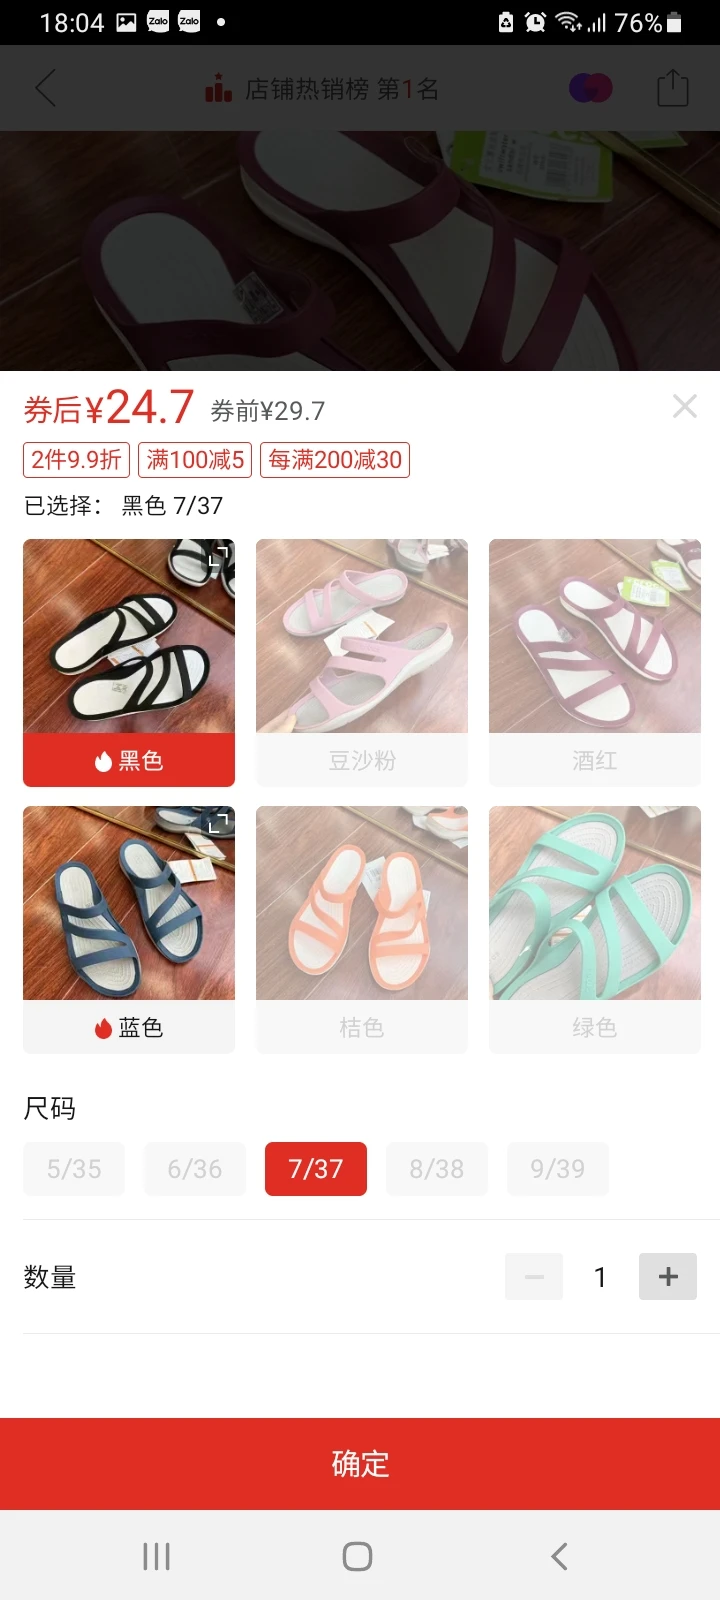 18:04 Zalo Zalo 76%
店铺热销榜 第1名
券后¥24.7 券前¥29.7
2件9.9折 满100减5 每满200减30
已选择： 黑色 7/37
黑色 豆沙粉 酒红
蓝色 桔色 绿色
尺码
5/35 6/36 7/37 8/38 9/39
数量 1
确定